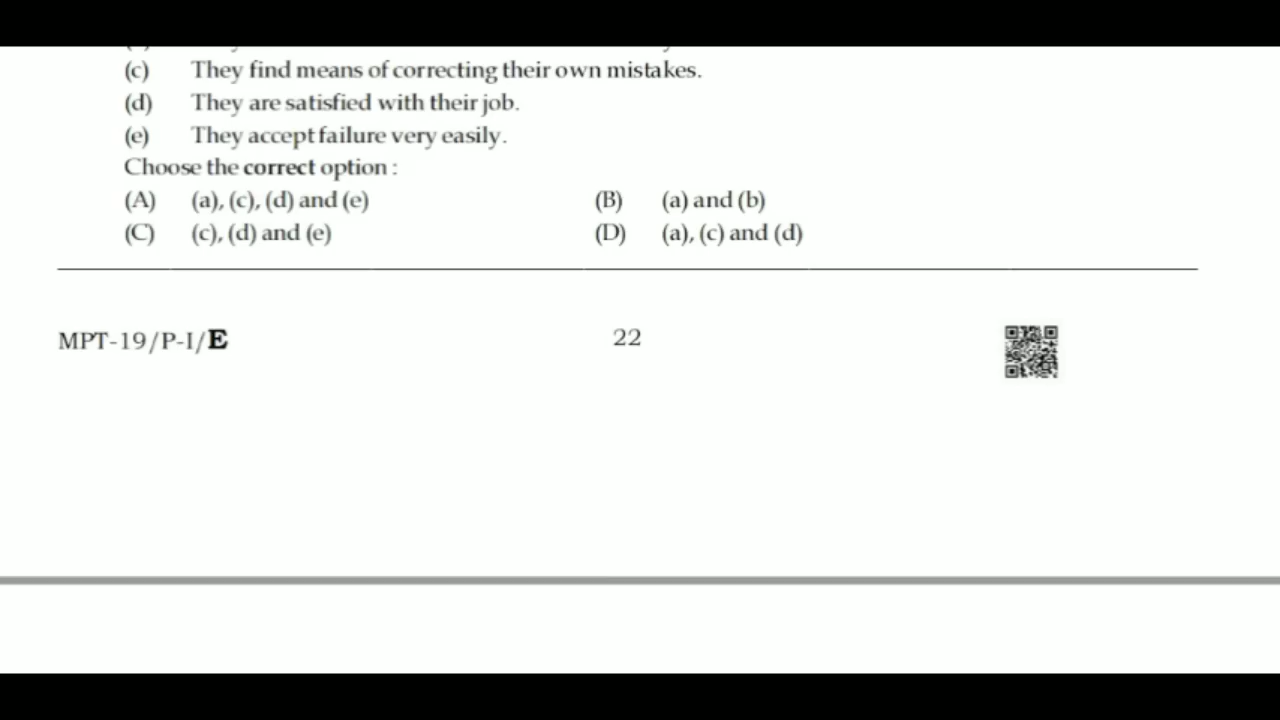 (c) They find means of correcting their own mistakes.
(d) They are satisfied with their job.
(e) They accept failure very easily.
Choose the correct option :
(A) (a), (c), (d) and (e) (B) (a) and (b)
(C) (c), (d) and (e) (D) (a), (c) and (d)
MPT-19/P-I/E 22